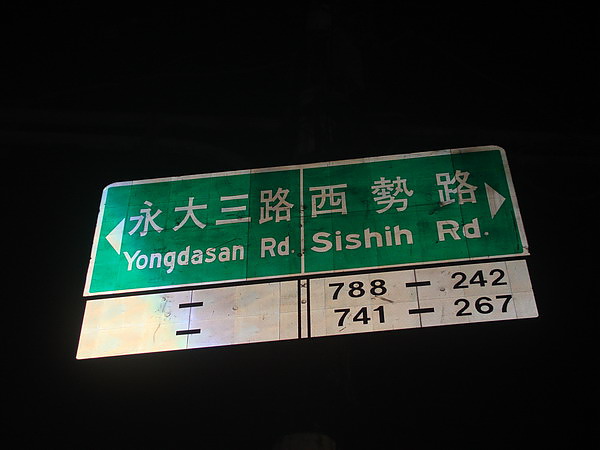 永大三路 西勢路
Yongdasan Rd. Sishih Rd.
— 788 — 242
— 741 — 267